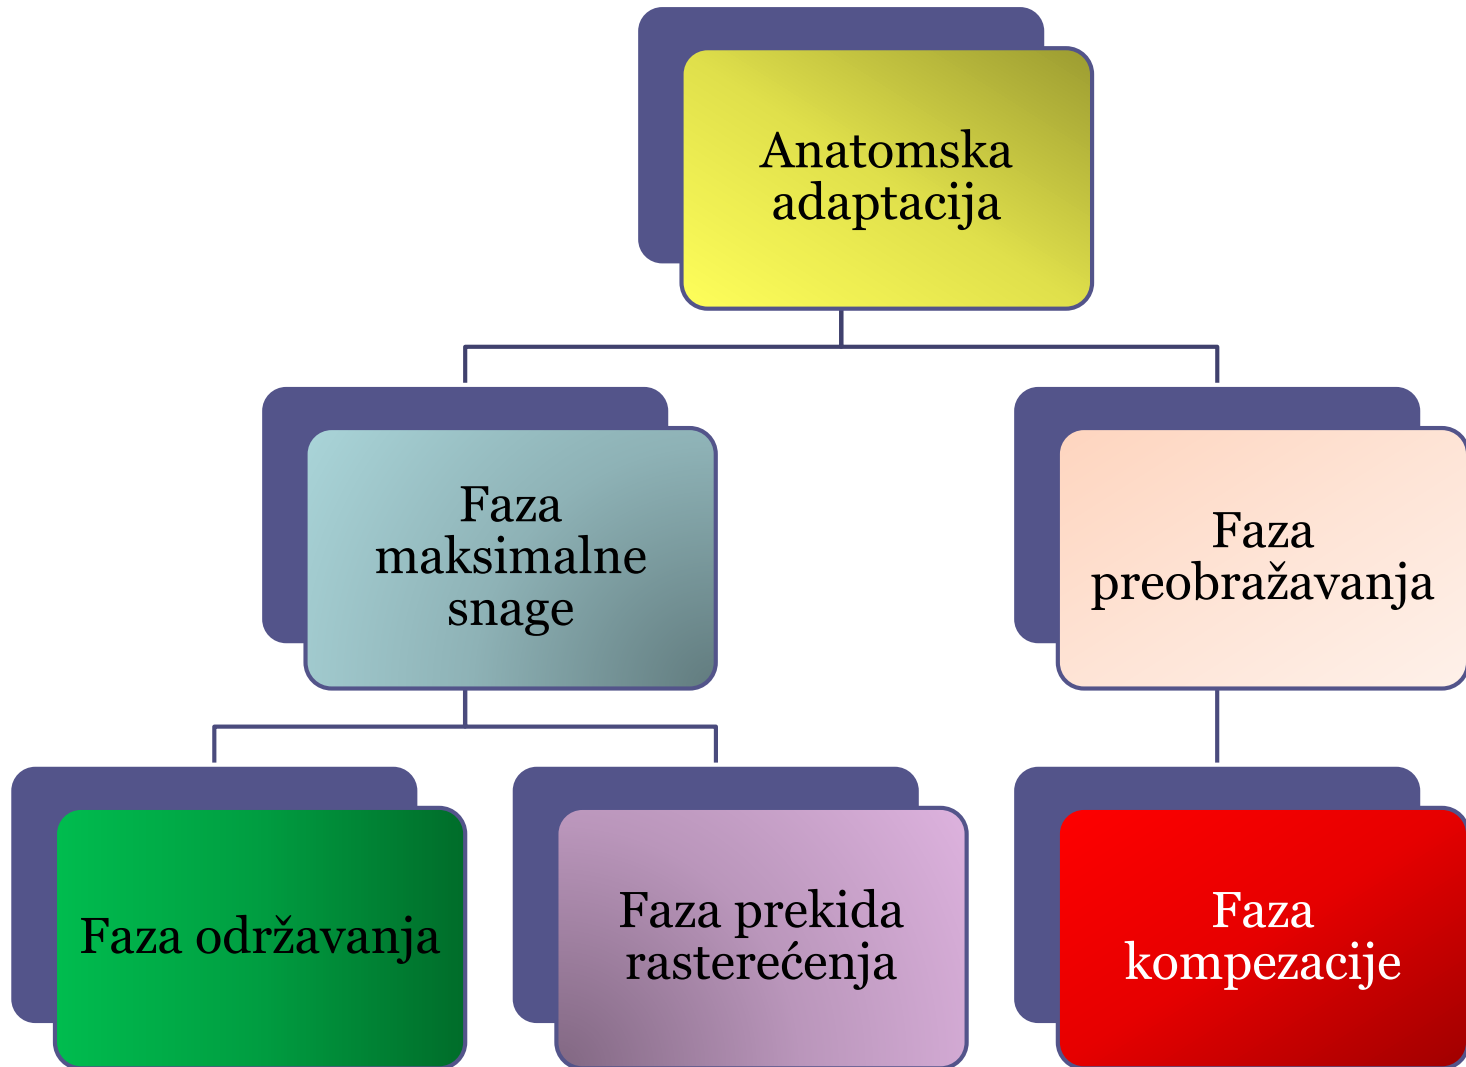 Anatomska
adaptacija
Faza
maksimalne
snage
Faza
preobražavanja
Faza održavanja
Faza prekida
rasterećenja
Faza
kompezacije